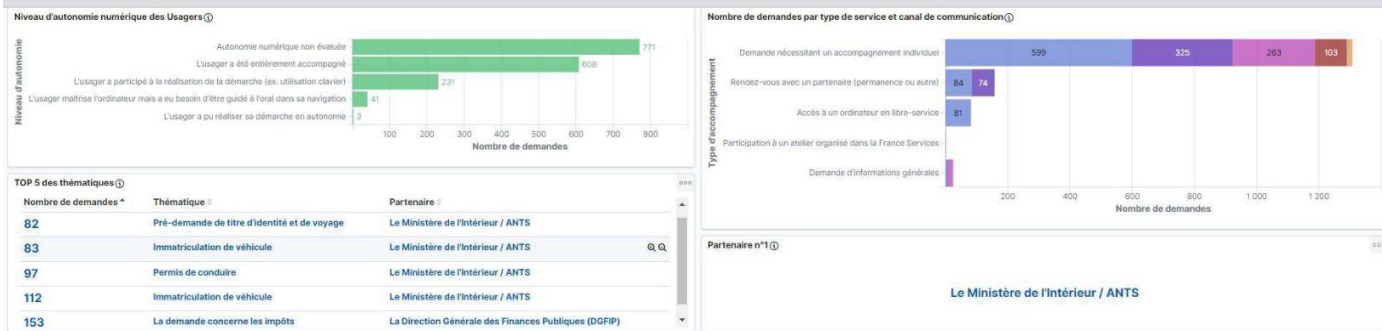 Niveau d'autonomie numérique des Usagers
Niveau d'autonomie
Autonomie numérique non évaluée
771
L'usager a été entièrement accompagné
608
L'usager a participé à la réalisation de la démarche (ex. utilisation clavier)
231
L'usager maitrise l'ordinateur mais a eu besoin d'être guidé à l'oral dans sa navigation
41
L'usager a pu réaliser sa démarche en autonomie
3
100 200 300 400 500 600 700 800
Nombre de demandes
TOP 5 des thématiques
Nombre de demandes Thématique Partenaire
82 Pré-demande de titre d'identité et de voyage Le Ministère de l'Intérieur / ANTS
83 Immatriculation de véhicule Le Ministère de l'Intérieur / ANTS
97 Permis de conduire Le Ministère de l'Intérieur / ANTS
112 Immatriculation de véhicule Le Ministère de l'Intérieur / ANTS
153 La demande concerne les impôts La Direction Générale des Finances Publiques (DGFIP)
Nombre de demandes par type de service et canal de communication
Type d'accompagnement
Demande nécessitant un accompagnement individuel
599 325 263 103
Rendez-vous avec un partenaire (permanence ou autre)
84 74
Accès à un ordinateur en libre-service
81
Participation à un atelier organisé dans la France Services
Demande d'informations générales
200 400 600 800 1 000 1 200
Nombre de demandes
Partenaire n°1
Le Ministère de l'Intérieur / ANTS